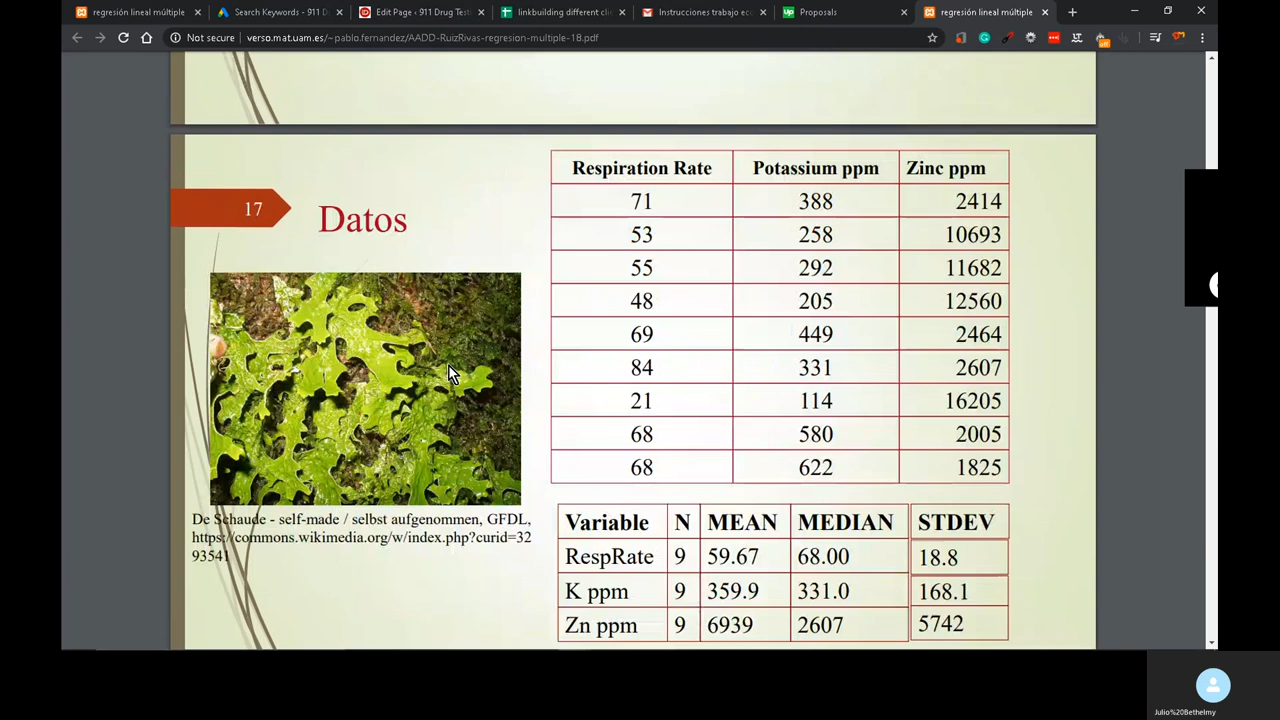 regresión lineal múltiple
Search Keywords - 911 D
Edit Page ‹ 911 Drug Test
linkbuilding different cli
Instrucciones trabajo eco
Proposals
regresión lineal múltiple
Not secure | verso.mat.uam.es/~pablo.fernandez/AADD-RuizRivas-regresion-multiple-18.pdf
off
17
Datos
De Schaude - self-made / selbst aufgenommen, GFDL,
https://commons.wikimedia.org/w/index.php?curid=32
93541
Respiration Rate Potassium ppm Zinc ppm
71 388 2414
53 258 10693
55 292 11682
48 205 12560
69 449 2464
84 331 2607
21 114 16205
68 580 2005
68 622 1825
Variable N MEAN MEDIAN STDEV
RespRate 9 59.67 68.00 18.8
K ppm 9 359.9 331.0 168.1
Zn ppm 9 6939 2607 5742
Julio%20Bethelmy